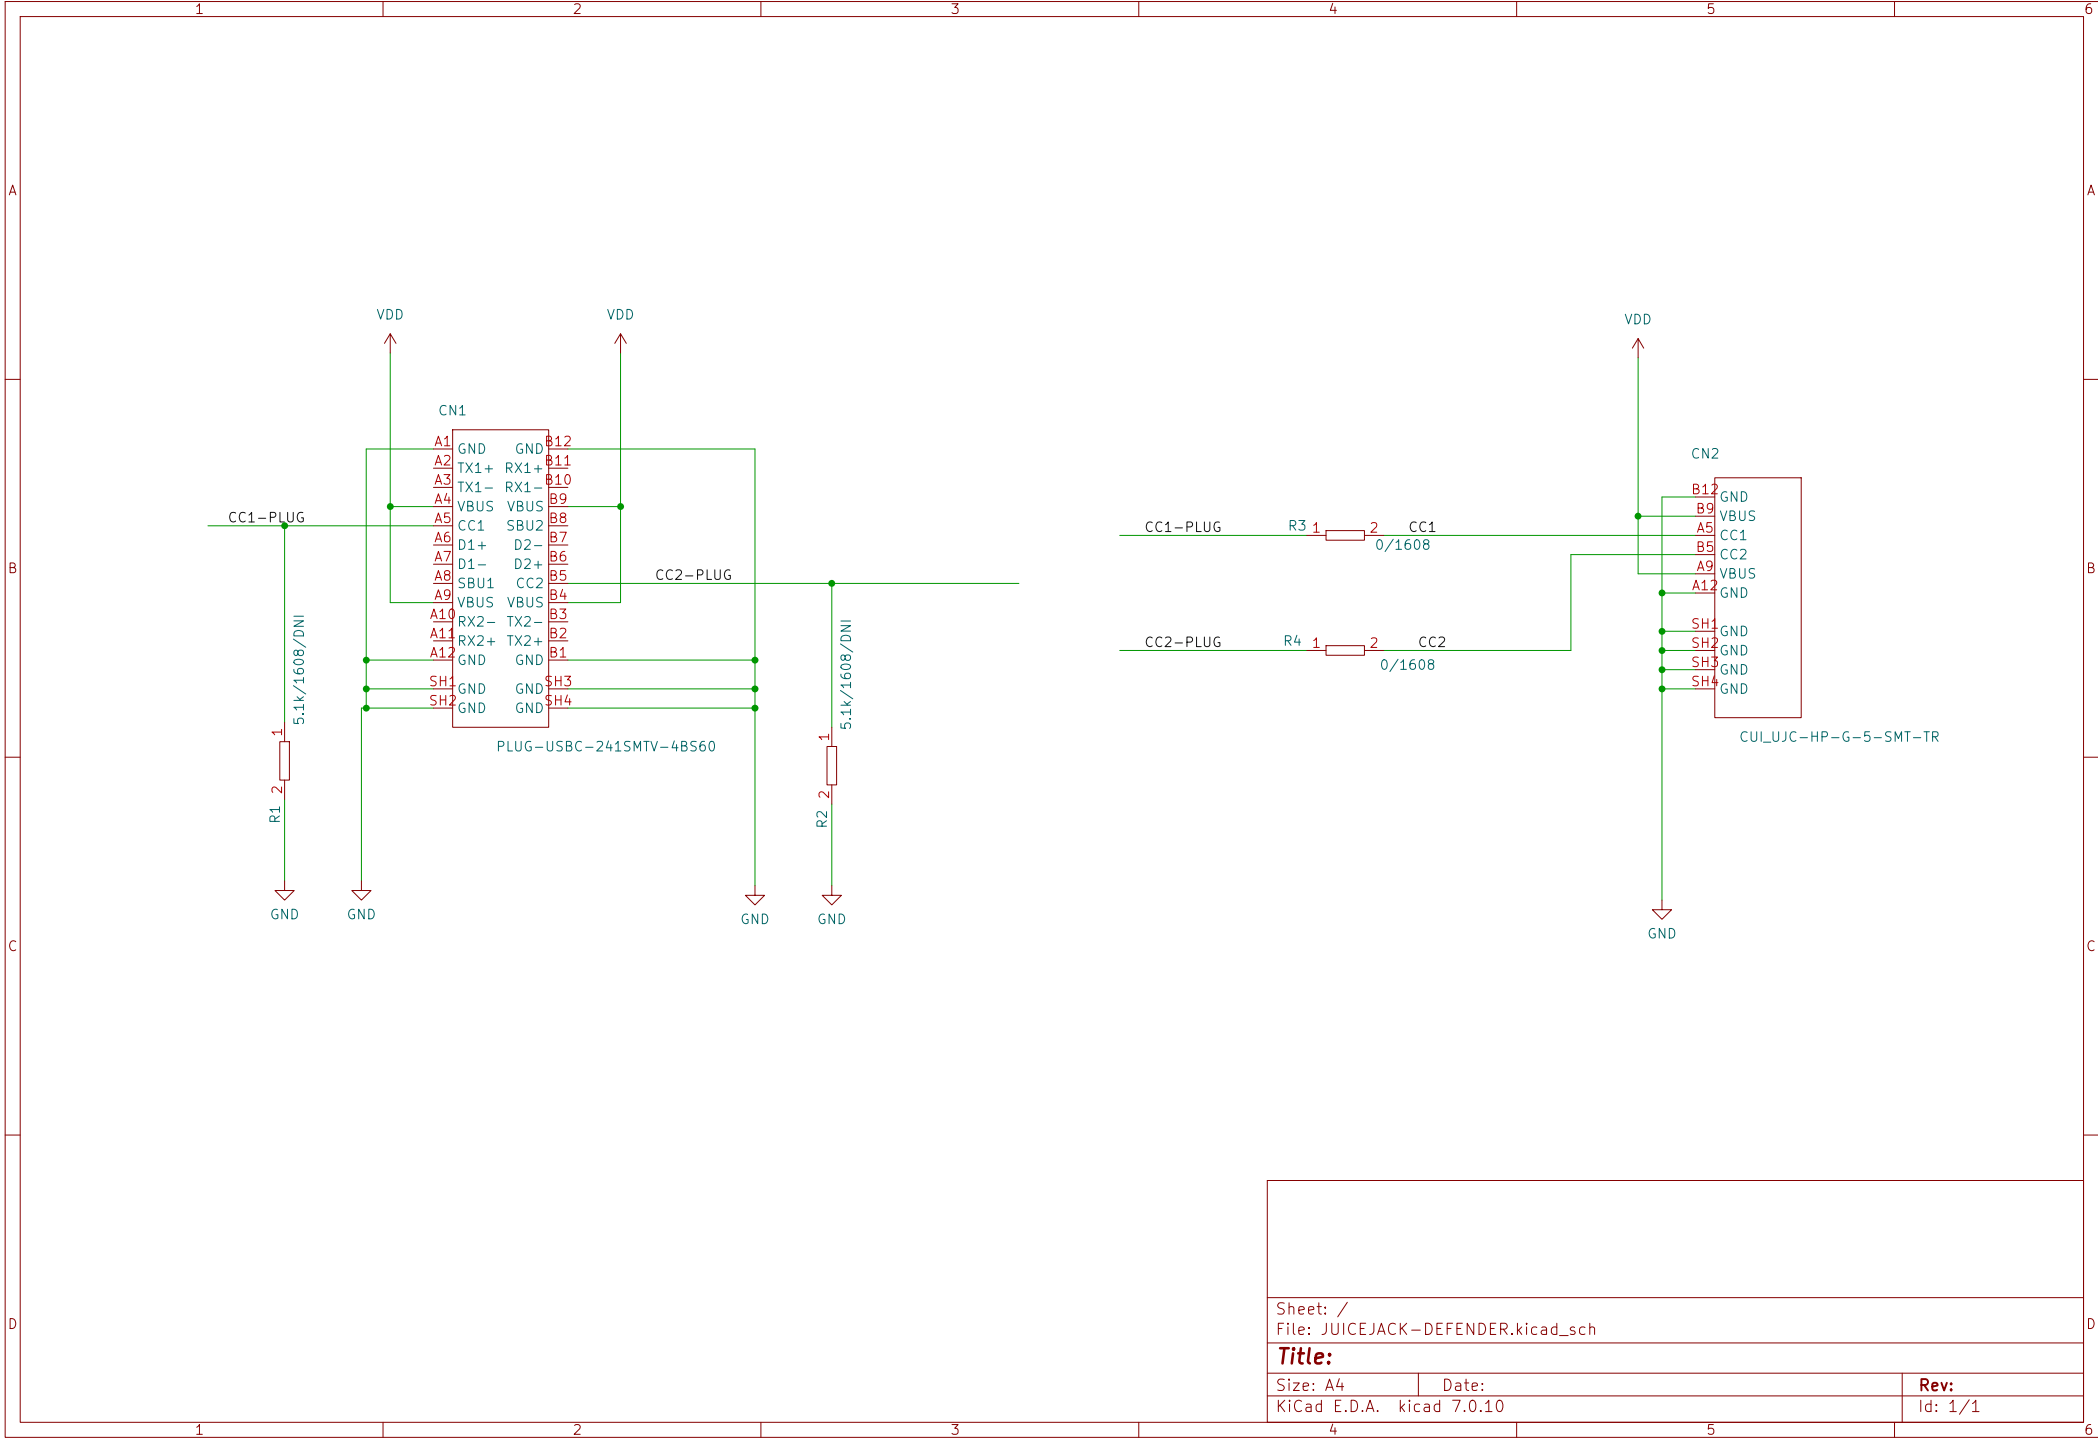 1 2 3 4 5 6
A A
B B
C C
D D
VDD
VDD
CN1
A1 GND GND B12
A2 TX1+ RX1+ B11
A3 TX1- RX1- B10
A4 VBUS VBUS B9
A5 CC1 SBU2 B8
A6 D1+ D2- B7
A7 D1- D2+ B6
A8 SBU1 CC2 B5
A9 VBUS VBUS B4
A10 RX2- TX2- B3
A11 RX2+ TX2+ B2
A12 GND GND B1
SH1 GND GND SH3
SH2 GND GND SH4
PLUG-USBC-241SMTV-4BS60
CC1-PLUG
CC2-PLUG
5.1k/1608/DNI
1
2
R1
5.1k/1608/DNI
1
2
R2
GND
GND
GND
GND
CC1-PLUG R3 1 2 CC1
0/1608
CC2-PLUG R4 1 2 CC2
0/1608
VDD
CN2
B12 GND
B9 VBUS
A5 CC1
B5 CC2
A9 VBUS
A12 GND
SH1 GND
SH2 GND
SH3 GND
SH4 GND
CUI_UJC-HP-G-5-SMT-TR
GND
Sheet: /
File: JUICEJACK-DEFENDER.kicad_sch
Title:
Size: A4 Date: Rev:
KiCad E.D.A. kicad 7.0.10 Id: 1/1
1 2 3 4 5 6